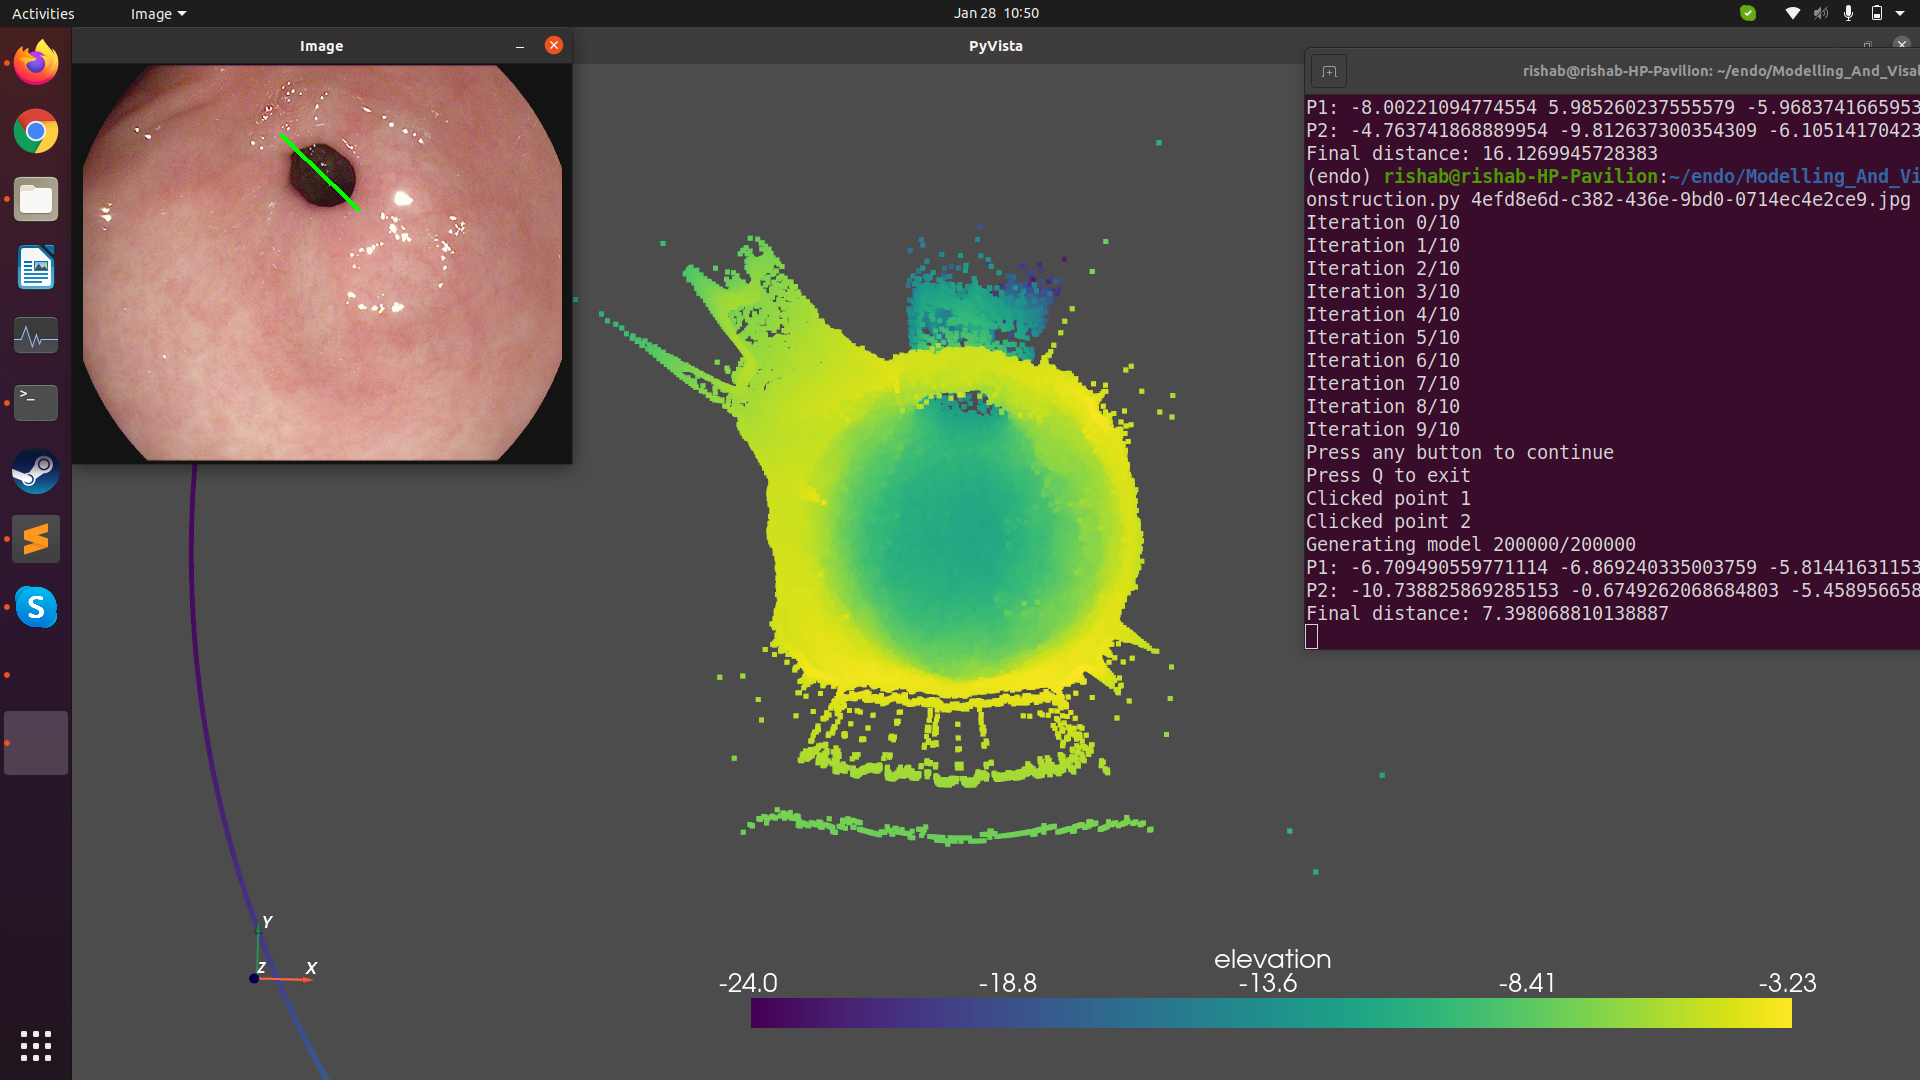 Activities
Image
Jan 28 10:50
Image
PyVista
rishab@rishab-HP-Pavilion: ~/endo/Modelling_And_Visal
P1: -8.00221094774554 5.985260237555579 -5.9683741665953
P2: -4.763741868889954 -9.812637300354309 -6.10514170423
Final distance: 16.1269945728383
(endo) rishab@rishab-HP-Pavilion:~/endo/Modelling_And_Vi
onstruction.py 4efd8e6d-c382-436e-9bd0-0714ec4e2ce9.jpg
Iteration 0/10
Iteration 1/10
Iteration 2/10
Iteration 3/10
Iteration 4/10
Iteration 5/10
Iteration 6/10
Iteration 7/10
Iteration 8/10
Iteration 9/10
Press any button to continue
Press Q to exit
Clicked point 1
Clicked point 2
Generating model 200000/200000
P1: -6.709490559771114 -6.869240335003759 -5.81441631153
P2: -10.738825869285153 -0.6749262068684803 -5.458956658
Final distance: 7.398068810138887
Y
Z
X
elevation
-24.0 -18.8 -13.6 -8.41 -3.23